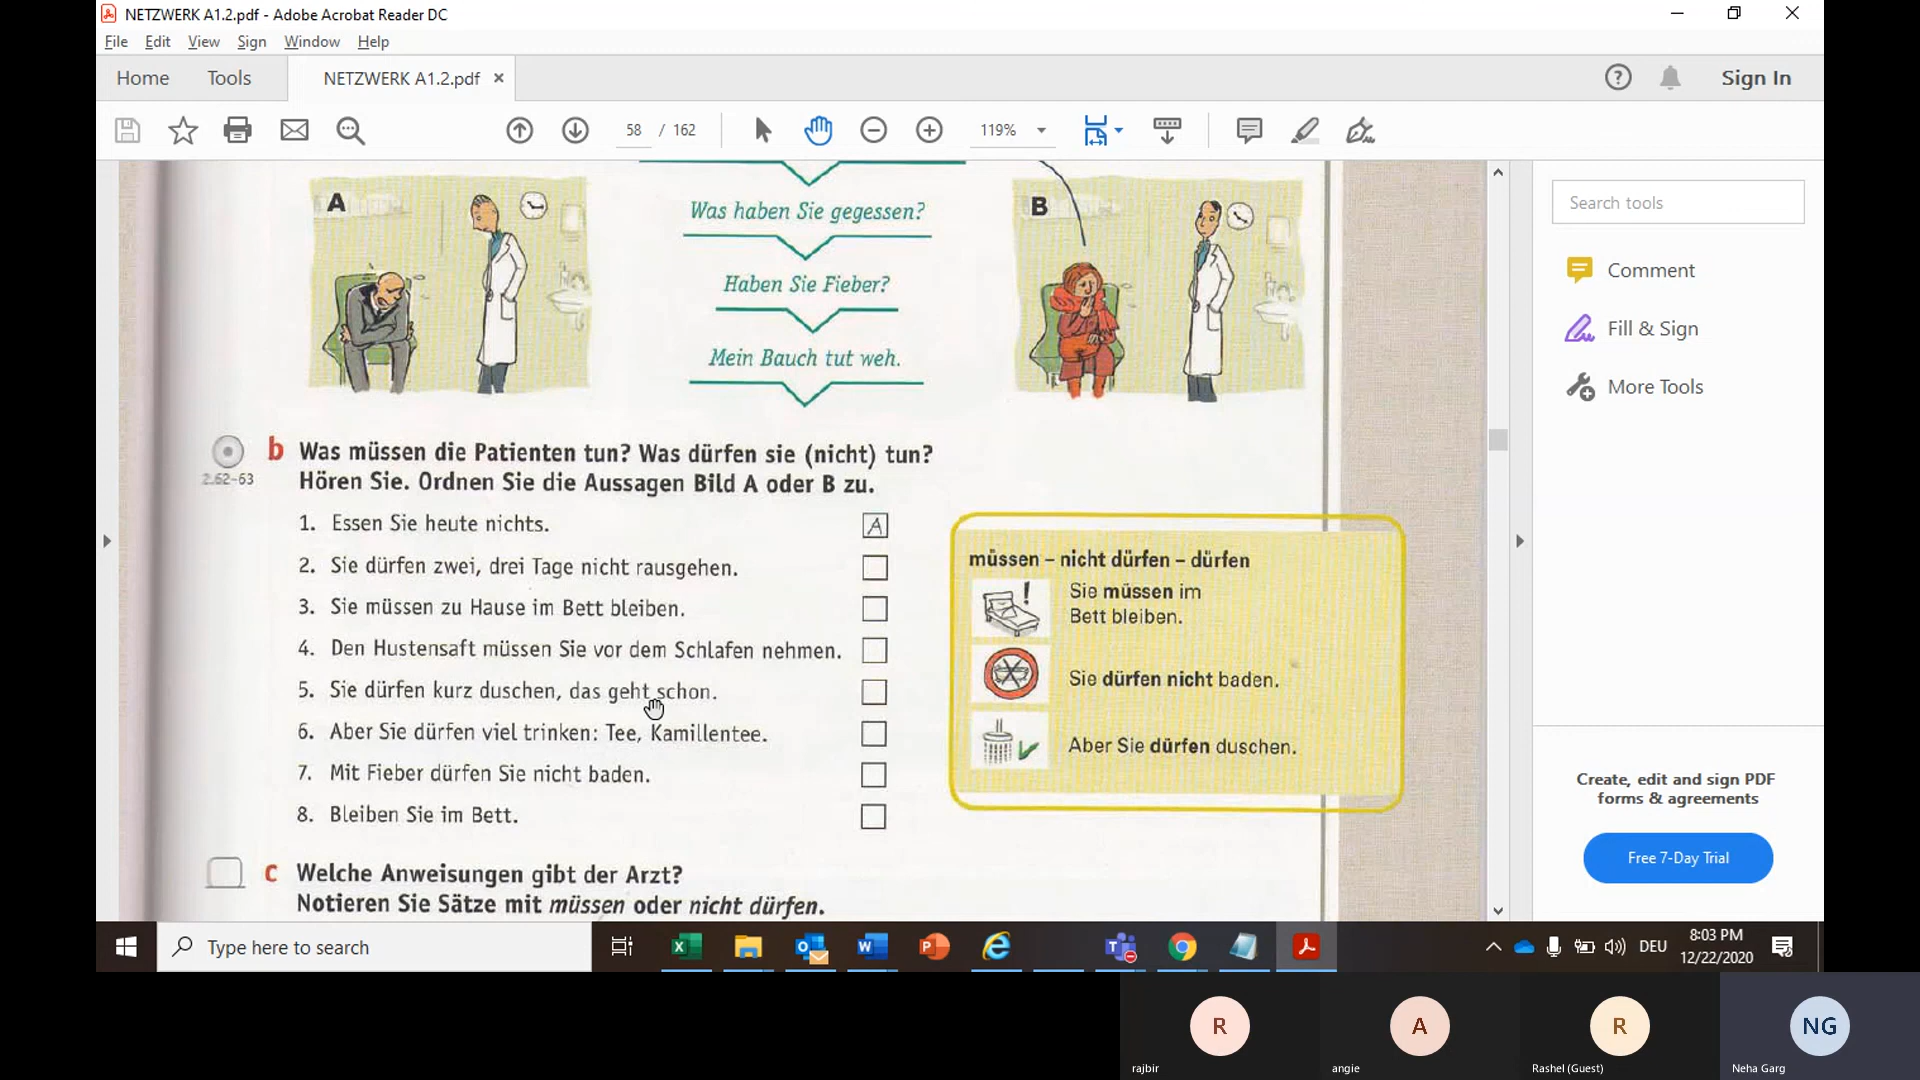 NETZWERK A1.2.pdf - Adobe Acrobat Reader DC
File Edit View Sign Window Help
Home Tools NETZWERK A1.2.pdf × Sign In
58 / 162 119%
A
Was haben Sie gegessen?
B
Haben Sie Fieber?
Mein Bauch tut weh.
2.62-63
b Was müssen die Patienten tun? Was dürfen sie (nicht) tun?
Hören Sie. Ordnen Sie die Aussagen Bild A oder B zu.
1. Essen Sie heute nichts. A
2. Sie dürfen zwei, drei Tage nicht rausgehen.
3. Sie müssen zu Hause im Bett bleiben.
4. Den Hustensaft müssen Sie vor dem Schlafen nehmen.
5. Sie dürfen kurz duschen, das geht schon.
6. Aber Sie dürfen viel trinken: Tee, Kamillentee.
7. Mit Fieber dürfen Sie nicht baden.
8. Bleiben Sie im Bett.
müssen – nicht dürfen – dürfen
Sie müssen im
Bett bleiben.
Sie dürfen nicht baden.
Aber Sie dürfen duschen.
c Welche Anweisungen gibt der Arzt?
Notieren Sie Sätze mit müssen oder nicht dürfen.
Search tools
Comment
Fill & Sign
More Tools
Create, edit and sign PDF
forms & agreements
Free 7-Day Trial
Type here to search
DEU
8:03 PM
12/22/2020
R A R NG
rajbir angie Rashel (Guest) Neha Garg